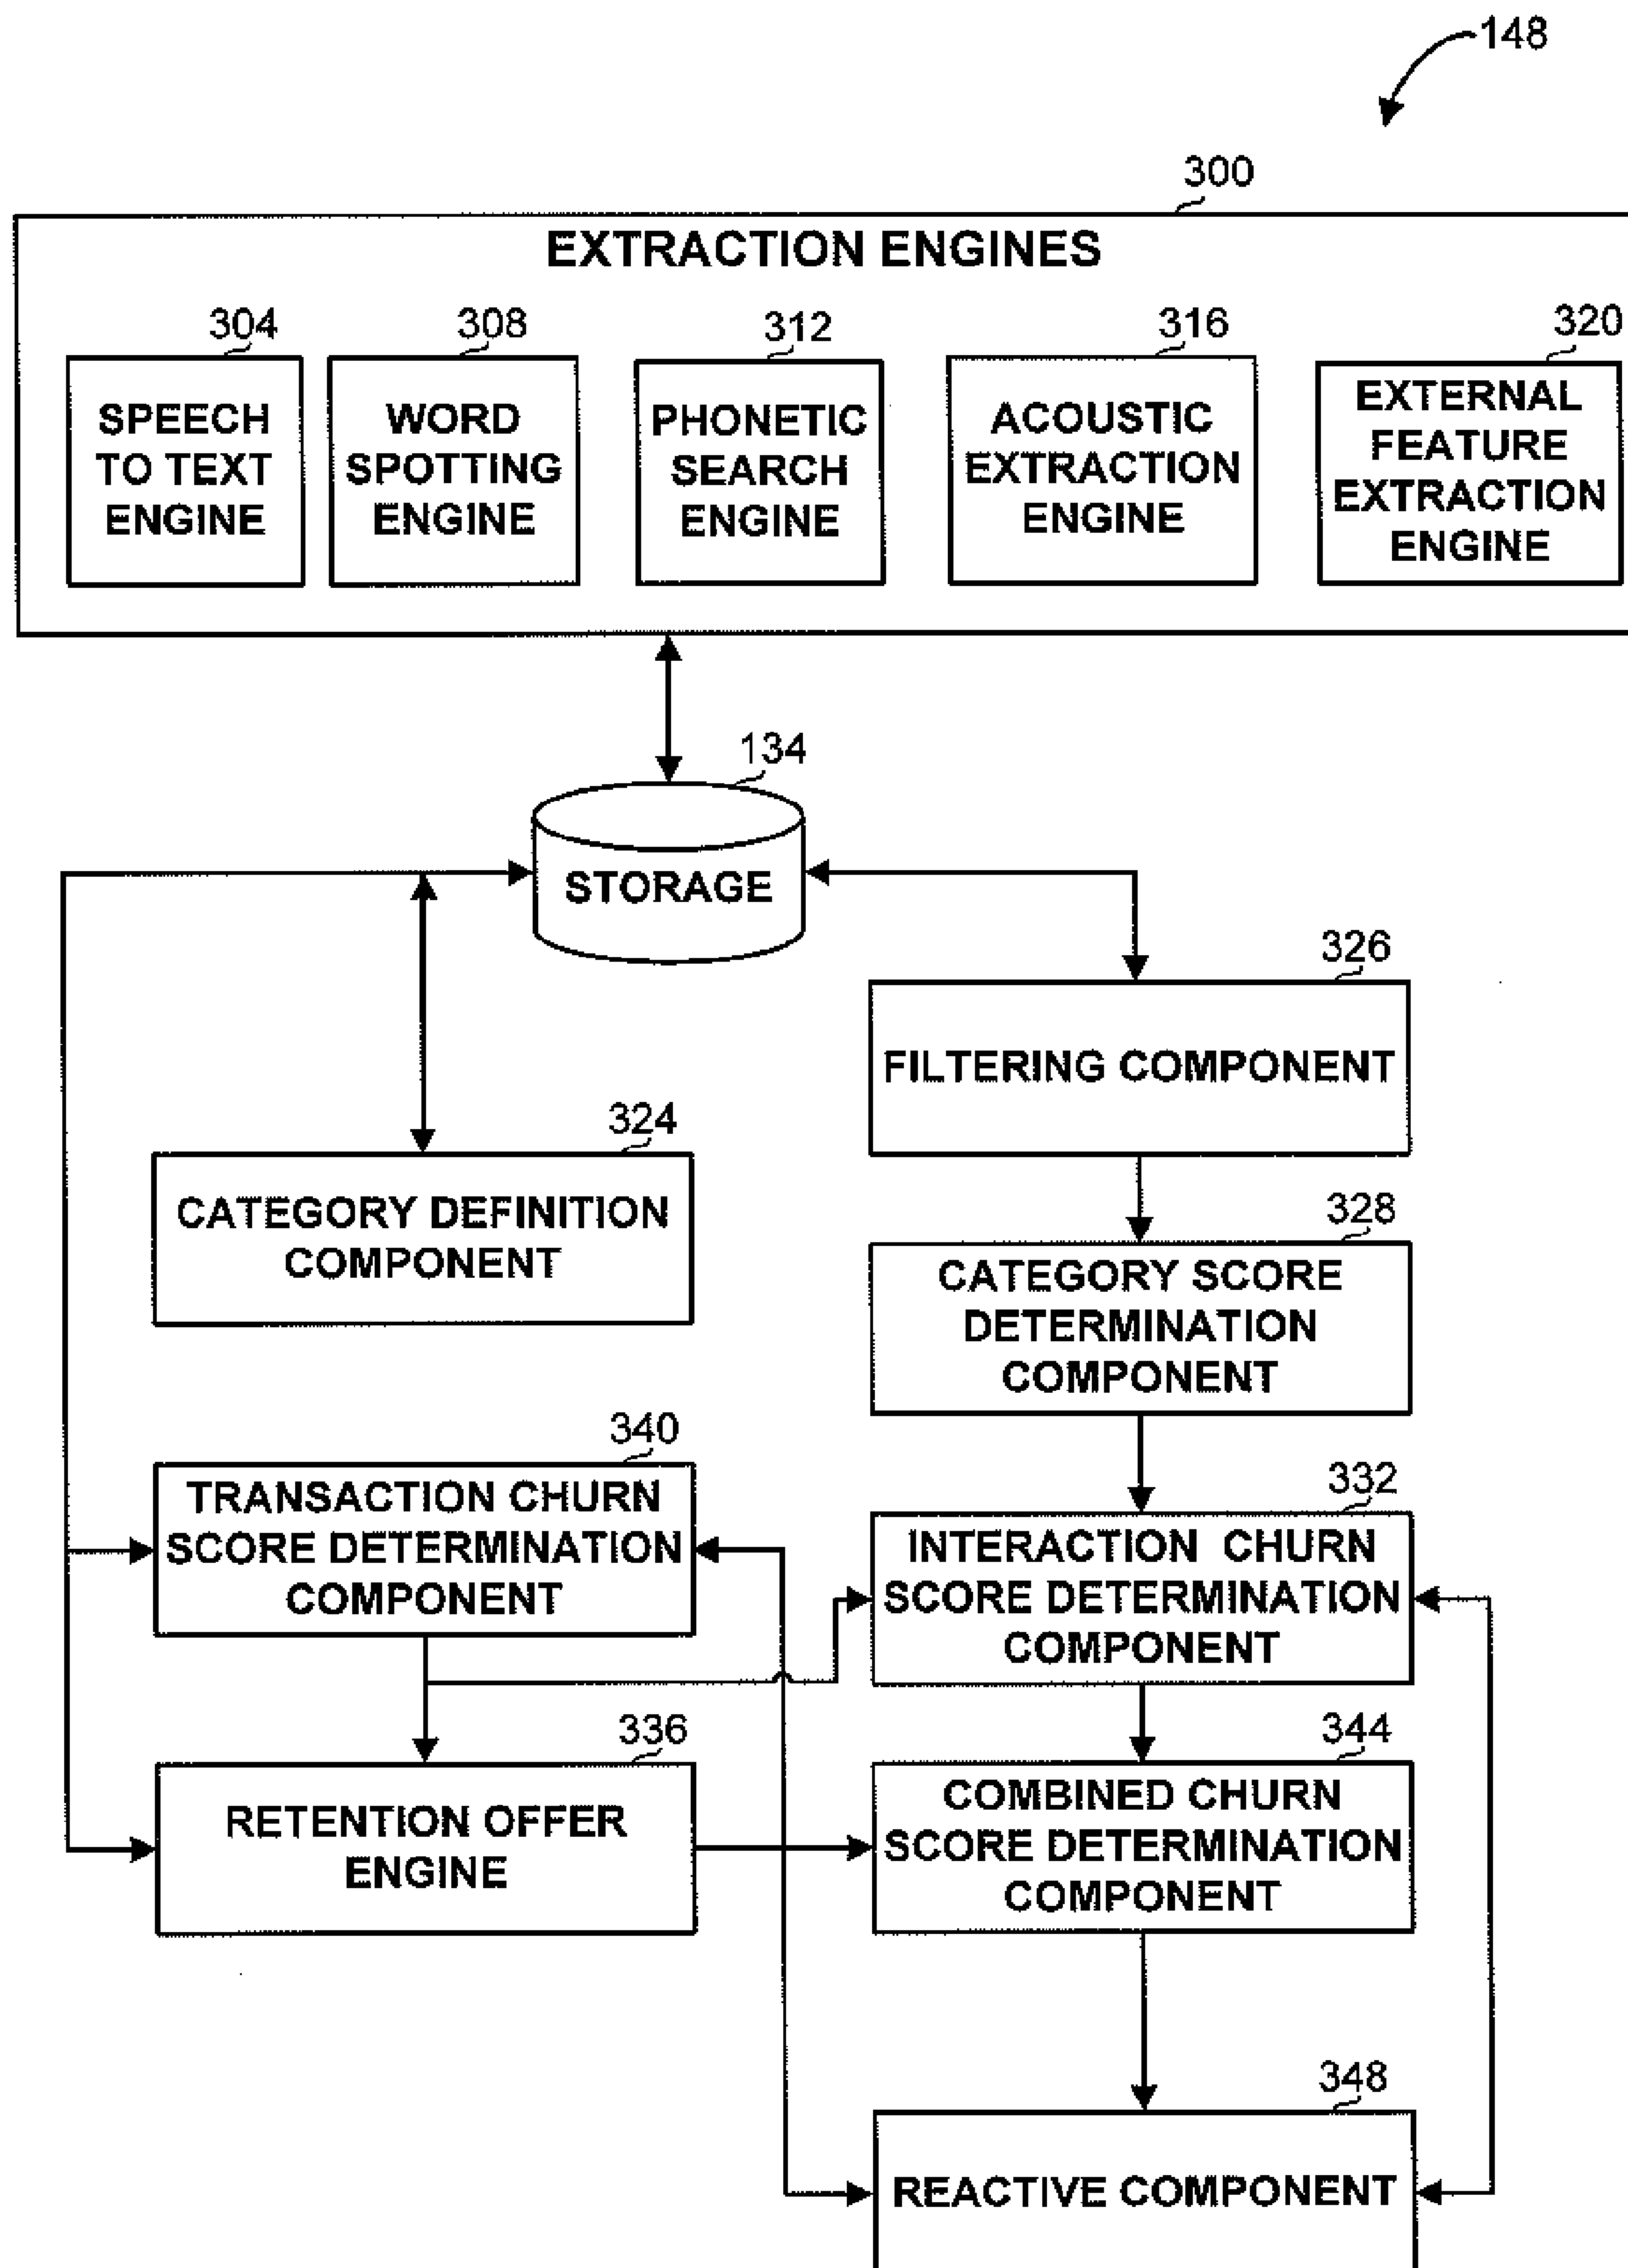 148
300
EXTRACTION ENGINES
304
308
312
316
320
SPEECH
TO TEXT
ENGINE
WORD
SPOTTING
ENGINE
PHONETIC
SEARCH
ENGINE
ACOUSTIC
EXTRACTION
ENGINE
EXTERNAL
FEATURE
EXTRACTION
ENGINE
134
STORAGE
326
FILTERING COMPONENT
324
CATEGORY DEFINITION
COMPONENT
328
CATEGORY SCORE
DETERMINATION
COMPONENT
340
TRANSACTION CHURN
SCORE DETERMINATION
COMPONENT
332
INTERACTION CHURN
SCORE DETERMINATION
COMPONENT
336
RETENTION OFFER
ENGINE
344
COMBINED CHURN
SCORE DETERMINATION
COMPONENT
348
REACTIVE COMPONENT